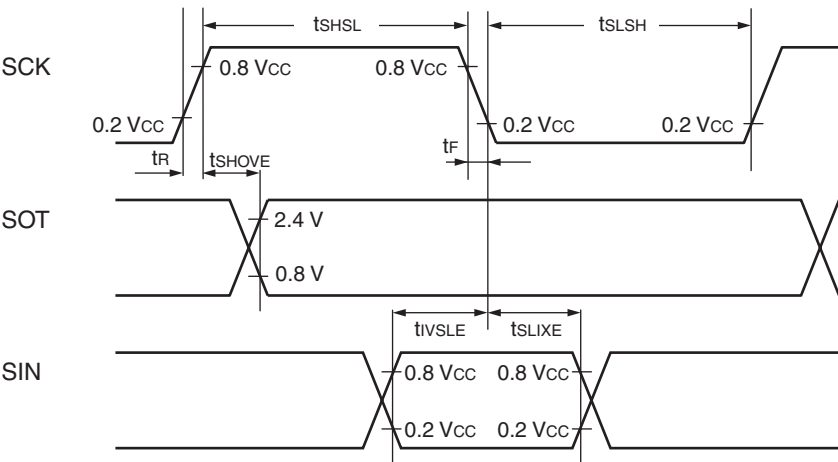 tSHSL tSLSH
SCK
0.8 VCC 0.8 VCC
0.2 VCC 0.2 VCC 0.2 VCC
tR tSHOVE tF
SOT
2.4 V
0.8 V
tIVSLE tSLIXE
SIN
0.8 VCC 0.8 VCC
0.2 VCC 0.2 VCC